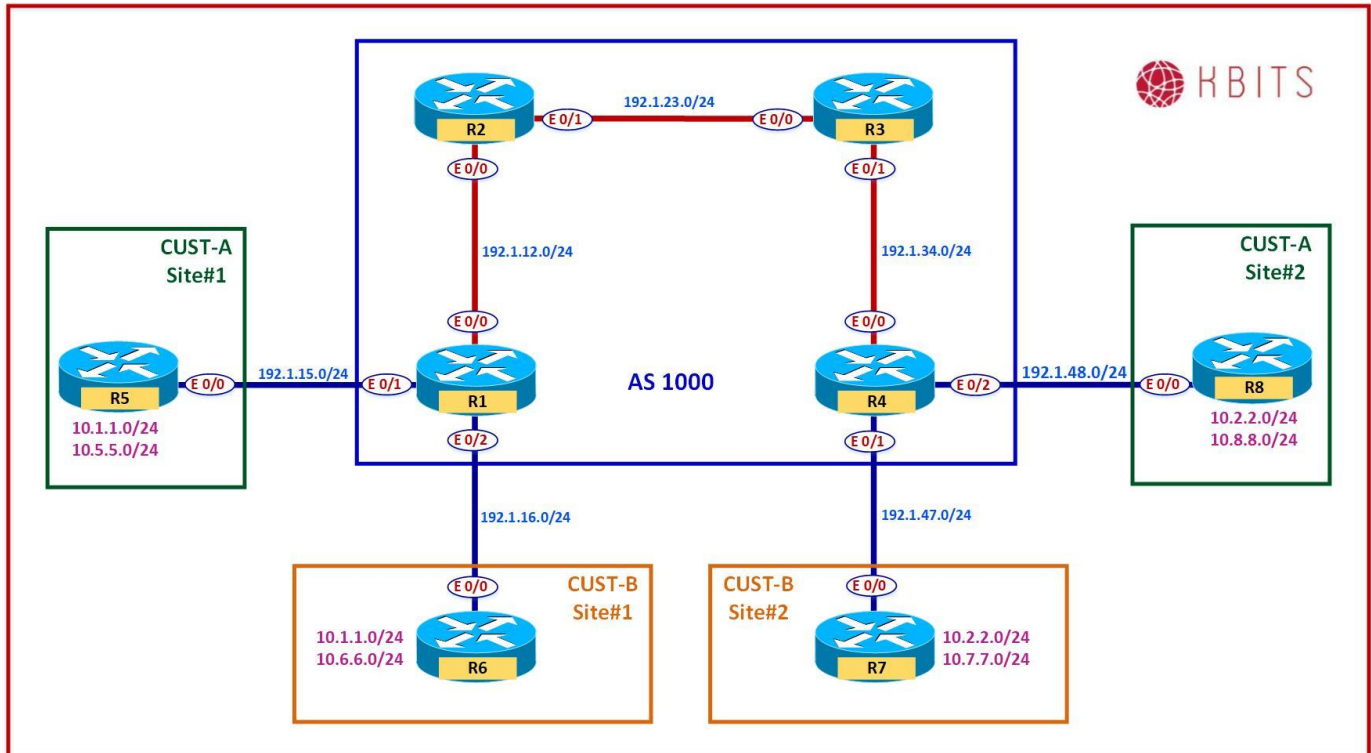 KBITS
192.1.23.0/24
R2
E 0/1
E 0/0
R3
E 0/0
E 0/1
192.1.12.0/24
192.1.34.0/24
CUST-A
Site#1
CUST-A
Site#2
E 0/0
E 0/0
R5
E 0/0
192.1.15.0/24
E 0/1
R1
AS 1000
R4
E 0/2
192.1.48.0/24
E 0/0
R8
10.1.1.0/24
10.5.5.0/24
E 0/2
E 0/1
10.2.2.0/24
10.8.8.0/24
192.1.16.0/24
192.1.47.0/24
E 0/0
CUST-B
Site#1
CUST-B
Site#2
E 0/0
10.1.1.0/24
10.6.6.0/24
R6
R7
10.2.2.0/24
10.7.7.0/24